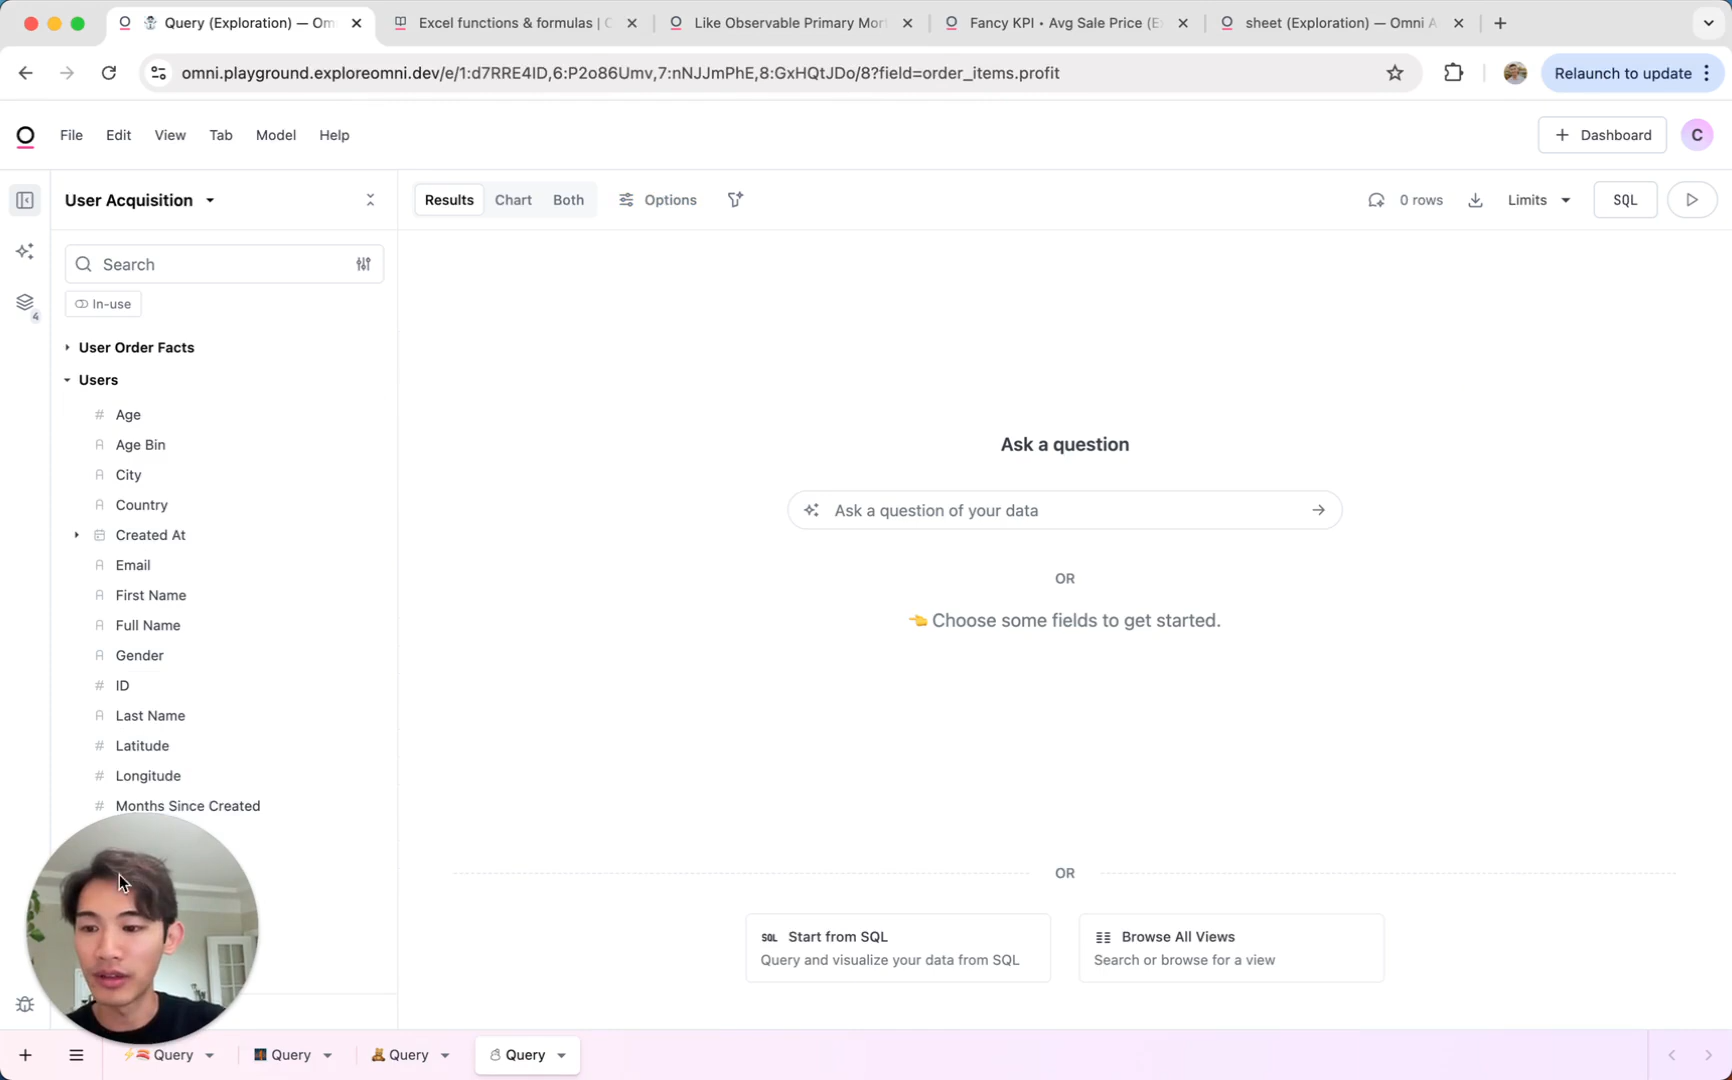 Query (Exploration) — Om
Excel functions & formulas | O
Like Observable Primary Mor
Fancy KPI • Avg Sale Price (E
sheet (Exploration) — Omni A
omni.playground.exploreomni.dev/e/1:d7RRE4ID,6:P2o86Umv,7:nNJJmPhE,8:GxHQtJDo/8?field=order_items.profit
Relaunch to update
File Edit View Tab Model Help
Dashboard
C
User Acquisition
Results Chart Both Options
0 rows
Limits
SQL
Search
In-use
4
User Order Facts
Users
# Age
A Age Bin
A City
A Country
Created At
A Email
A First Name
A Full Name
A Gender
# ID
A Last Name
# Latitude
# Longitude
# Months Since Created
Ask a question
Ask a question of your data
OR
Choose some fields to get started.
OR
SQL Start from SQL
Query and visualize your data from SQL
Browse All Views
Search or browse for a view
Query
Query
Query
Query